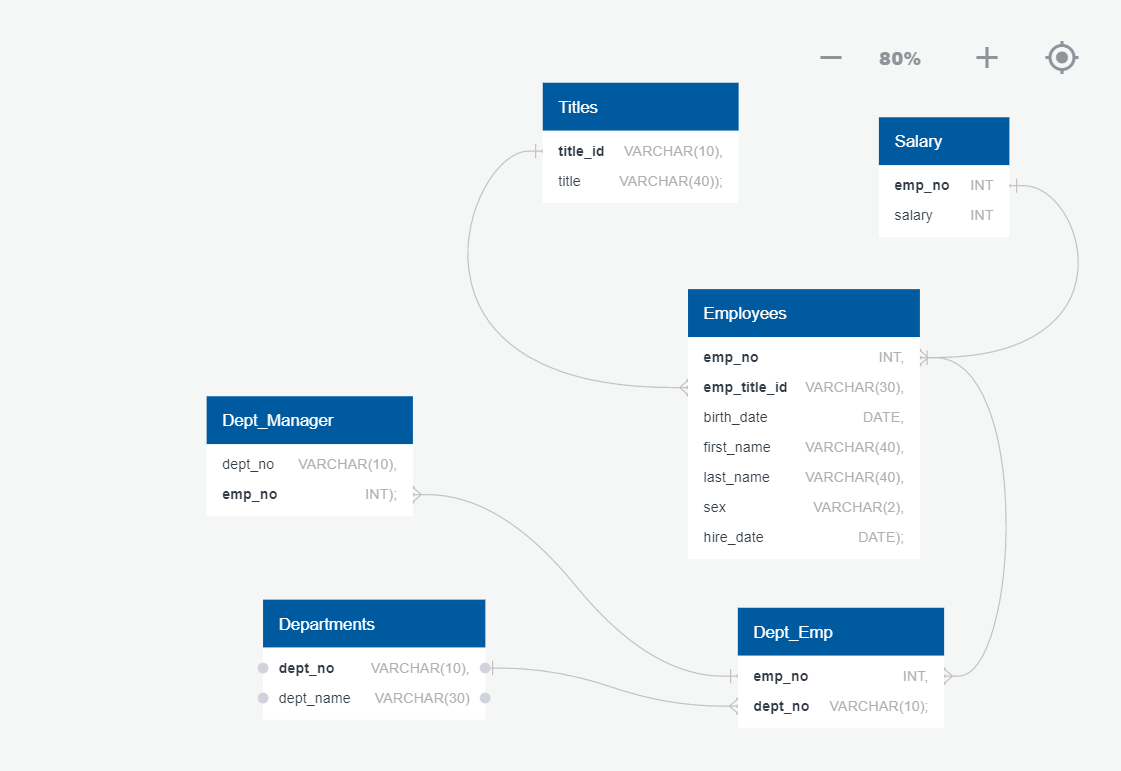 80%
Titles
title_id VARCHAR(10),
title VARCHAR(40));
Salary
emp_no INT
salary INT
Employees
emp_no INT,
emp_title_id VARCHAR(30),
birth_date DATE,
first_name VARCHAR(40),
last_name VARCHAR(40),
sex VARCHAR(2),
hire_date DATE);
Dept_Manager
dept_no VARCHAR(10),
emp_no INT);
Departments
dept_no VARCHAR(10),
dept_name VARCHAR(30)
Dept_Emp
emp_no INT,
dept_no VARCHAR(10);